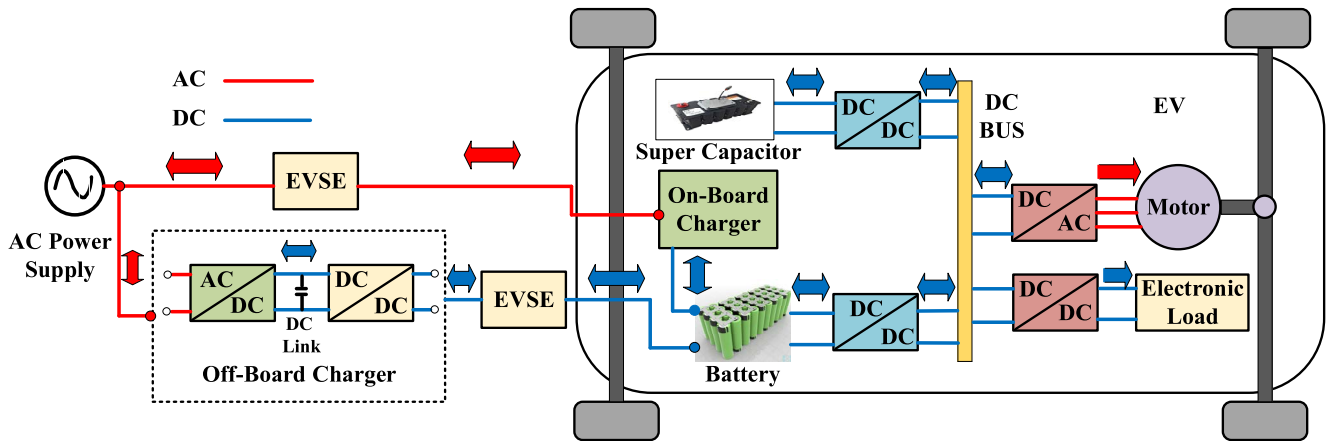 AC
DC
AC Power
Supply
EVSE
AC
DC
DC
Link
DC
DC
Off-Board Charger
EVSE
Super Capacitor
On-Board
Charger
Battery
DC
DC
DC
DC
DC
BUS
EV
DC
AC
Motor
DC
DC
Electronic
Load